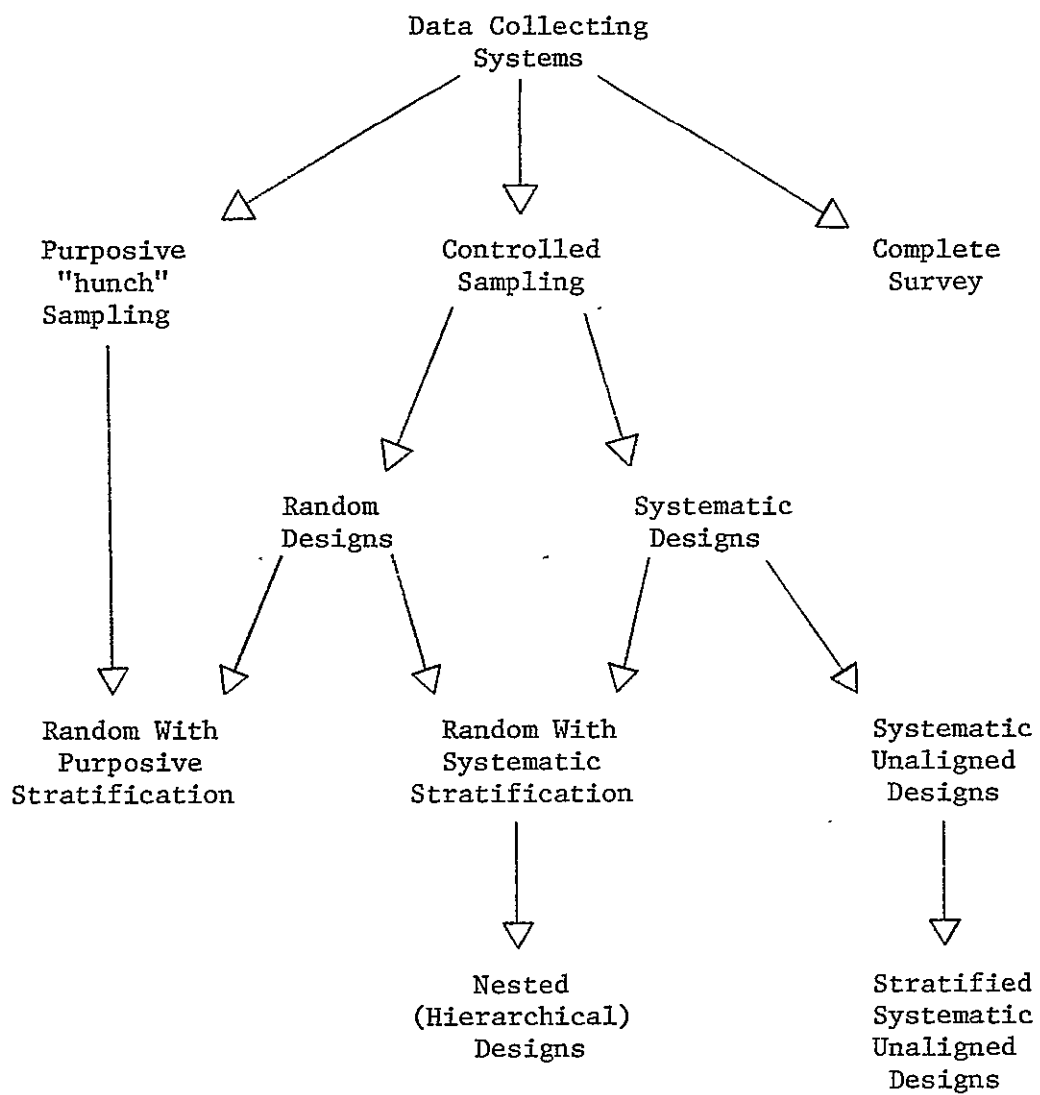 Data Collecting
Systems
Purposive
"hunch"
Sampling
Controlled
Sampling
Complete
Survey
Random
Designs
Systematic
Designs
Random With
Purposive
Stratification
Random With
Systematic
Stratification
Systematic
Unaligned
Designs
Nested
(Hierarchical)
Designs
Stratified
Systematic
Unaligned
Designs